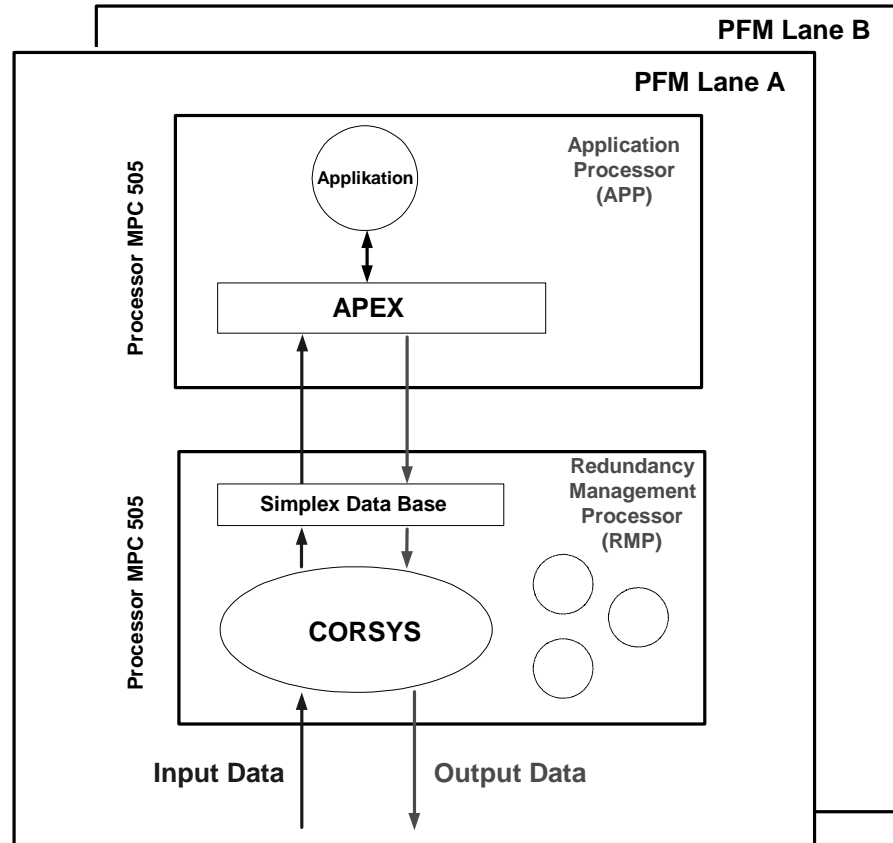 PFM Lane B
PFM Lane A
Processor MPC 505
Applikation
Application
Processor
(APP)
APEX
Processor MPC 505
Simplex Data Base
Redundancy
Management
Processor
(RMP)
CORSYS
Input Data
Output Data